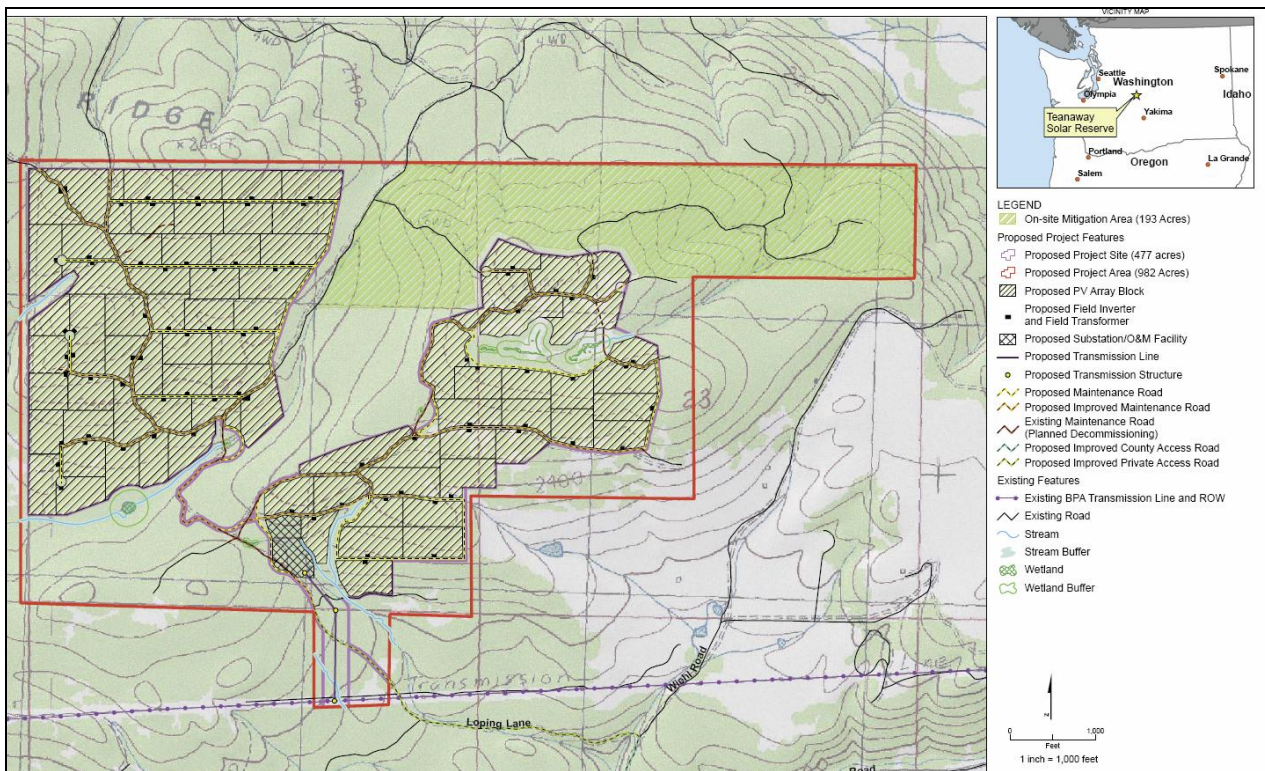 VICINITY MAP
Seattle
Spokane
Washington
Olympia
Idaho
Teanaway
Solar Reserve
Yakima
Portland
Oregon
La Grande
Salem
4WD
4WD
2400
RIDGE
23
2400
Transmission
Wiehl Road
Loping Lane
Road
LEGEND
On-site Mitigation Area (193 Acres)
Proposed Project Features
Proposed Project Site (477 acres)
Proposed Project Area (982 Acres)
Proposed PV Array Block
Proposed Field Inverter
and Field Transformer
Proposed Substation/O&M Facility
Proposed Transmission Line
Proposed Transmission Structure
Proposed Maintenance Road
Proposed Improved Maintenance Road
Existing Maintenance Road
(Planned Decommissioning)
Proposed Improved County Access Road
Proposed Improved Private Access Road
Existing Features
Existing BPA Transmission Line and ROW
Existing Road
Stream
Stream Buffer
Wetland
Wetland Buffer
N
0 1,000
Feet
1 inch = 1,000 feet